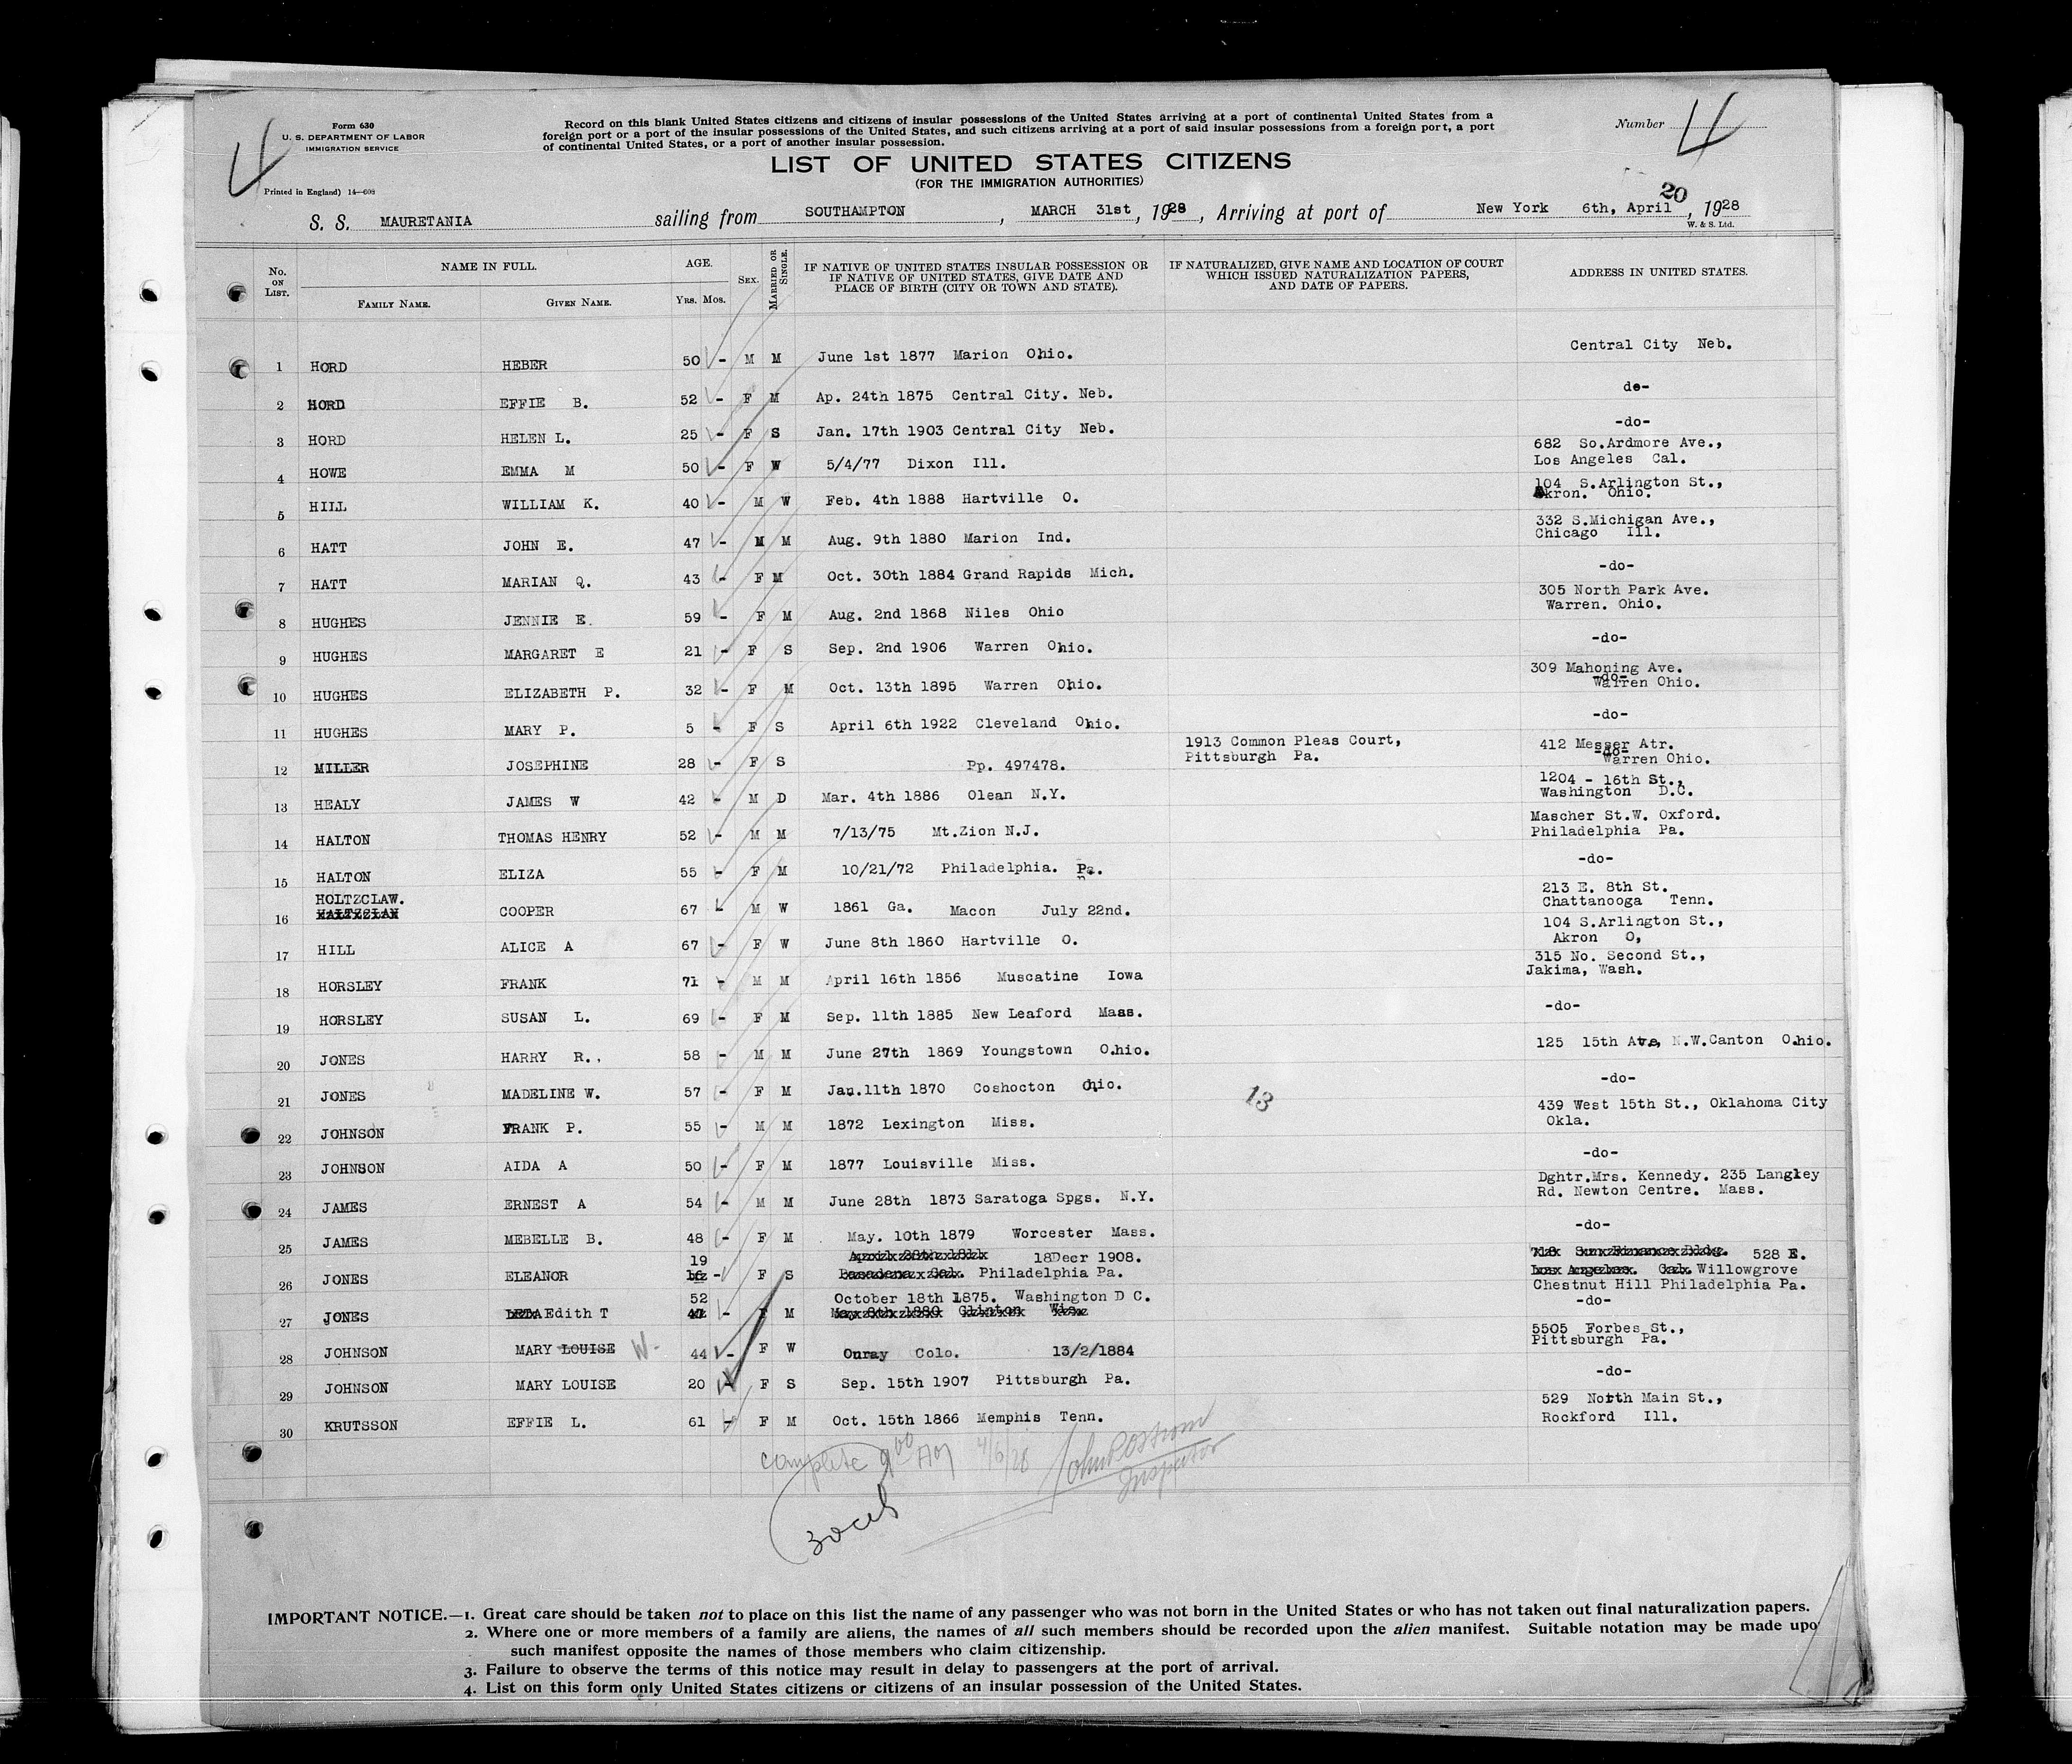 Form 630
U. S. DEPARTMENT OF LABOR
IMMIGRATION SERVICE
Printed in England) 14—608
Record on this blank United States citizens and citizens of insular possessions of the United States arriving at a port of continental United States from a
foreign port or a port of the insular possessions of the United States, and such citizens arriving at a port of said insular possessions from a foreign port, a port
of continental United States, or a port of another insular possession.
Number 4
4
LIST OF UNITED STATES CITIZENS
(FOR THE IMMIGRATION AUTHORITIES)
20
S. S. MAURETANIA sailing from SOUTHAMPTON, MARCH 31st, 1928, Arriving at port of New York 6th, April, 1928
W. & S. Ltd.
No. ON LIST. NAME IN FULL. FAMILY NAME. GIVEN NAME. AGE. YRS. MOS. SEX. MARRIED OR SINGLE. IF NATIVE OF UNITED STATES INSULAR POSSESSION OR IF NATIVE OF UNITED STATES, GIVE DATE AND PLACE OF BIRTH (CITY OR TOWN AND STATE). IF NATURALIZED, GIVE NAME AND LOCATION OF COURT WHICH ISSUED NATURALIZATION PAPERS, AND DATE OF PAPERS. ADDRESS IN UNITED STATES.
1 HORD HEBER 50 - M M June 1st 1877 Marion Ohio. Central City Neb.
2 HORD EFFIE B. 52 - F M Ap. 24th 1875 Central City. Neb. do-
3 HORD HELEN L. 25 - F S Jan. 17th 1903 Central City Neb. -do-
4 HOWE EMMA M 50 - F W 5/4/77 Dixon Ill. 682 So.Ardmore Ave., Los Angeles Cal.
5 HILL WILLIAM K. 40 - M W Feb. 4th 1888 Hartville O. 104 S.Arlington St., Akron. Ohio.
6 HATT JOHN E. 47 - M M Aug. 9th 1880 Marion Ind. 332 S.Michigan Ave., Chicago Ill.
7 HATT MARIAN Q. 43 - F M Oct. 30th 1884 Grand Rapids Mich. -do-
8 HUGHES JENNIE E. 59 - F M Aug. 2nd 1868 Niles Ohio 305 North Park Ave. Warren. Ohio.
9 HUGHES MARGARET E 21 - F S Sep. 2nd 1906 Warren Ohio. -do-
10 HUGHES ELIZABETH P. 32 - F M Oct. 13th 1895 Warren Ohio. 309 Mahoning Ave. -do- Warren Ohio.
11 HUGHES MARY P. 5 - F S April 6th 1922 Cleveland Ohio. -do-
12 MILLER JOSEPHINE 28 - F S Pp. 497478. 1913 Common Pleas Court, Pittsburgh Pa. 412 Messer Atr. -do- Warren Ohio.
13 HEALY JAMES W 42 - M D Mar. 4th 1886 Olean N.Y. 1204 - 16th St., Washington D.C.
14 HALTON THOMAS HENRY 52 - M M 7/13/75 Mt.Zion N.J. Mascher St.W. Oxford. Philadelphia Pa.
15 HALTON ELIZA 55 - F M 10/21/72 Philadelphia. Pa. -do-
16 HOLTZCLAW. COOPER 67 - M W 1861 Ga. Macon July 22nd. 213 E. 8th St. Chattanooga Tenn.
17 HILL ALICE A 67 - F W June 8th 1860 Hartville O. 104 S.Arlington St., Akron O,
18 HORSLEY FRANK 71 - M M April 16th 1856 Muscatine Iowa 315 No. Second St., Jakima, Wash.
19 HORSLEY SUSAN L. 69 - F M Sep. 11th 1885 New Leaford Mass. -do-
20 JONES HARRY R., 58 - M M June 27th 1869 Youngstown Ohio. 125 15th Ave, N.W.Canton Ohio.
21 JONES MADELINE W. 57 - F M Jan.11th 1870 Coshocton Ohio. -do-
13
22 JOHNSON FRANK P. 55 - M M 1872 Lexington Miss. 439 West 15th St., Oklahoma City Okla.
23 JOHNSON AIDA A 50 - F M 1877 Louisville Miss. -do-
24 JAMES ERNEST A 54 - M M June 28th 1873 Saratoga Spgs. N.Y. Dghtr.Mrs. Kennedy. 235 Langley Rd. Newton Centre. Mass.
25 JAMES MEBELLE B. 48 - F M May. 10th 1879 Worcester Mass. -do-
26 JONES ELEANOR 19 - F S 18Decr 1908. Philadelphia Pa. 528 E. Willowgrove Chestnut Hill Philadelphia Pa.
27 JONES Edith T 52 - F M October 18th 1875. Washington D C. May 8th 1880 Clinton Wis. -do-
28 JOHNSON MARY LOUISE W- 44 - F W Ouray Colo. 13/2/1884 5505 Forbes St., Pittsburgh Pa.
29 JOHNSON MARY LOUISE 20 - F S Sep. 15th 1907 Pittsburgh Pa. -do-
30 KRUTSSON EFFIE L. 61 - F M Oct. 15th 1866 Memphis Tenn. 529 North Main St., Rockford Ill.
complete 9 00 AM 4/6/28
Inspector
IMPORTANT NOTICE.—1. Great care should be taken not to place on this list the name of any passenger who was not born in the United States or who has not taken out final naturalization papers.
2. Where one or more members of a family are aliens, the names of all such members should be recorded upon the alien manifest. Suitable notation may be made upo
such manifest opposite the names of those members who claim citizenship.
3. Failure to observe the terms of this notice may result in delay to passengers at the port of arrival.
4. List on this form only United States citizens or citizens of an insular possession of the United States.